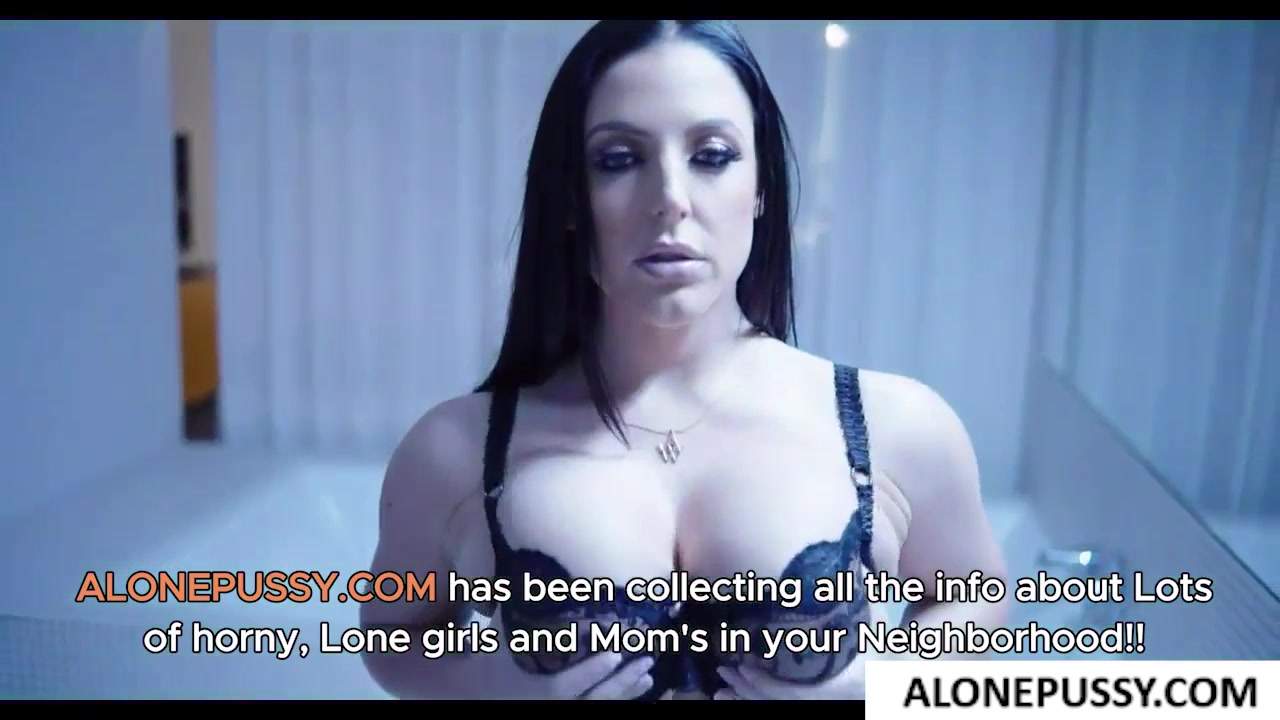 ALONEPUSSY.COM has been collecting all the info about Lots
of horny, Lone girls and Mom's in your Neighborhood!!
ALONEPUSSY.COM